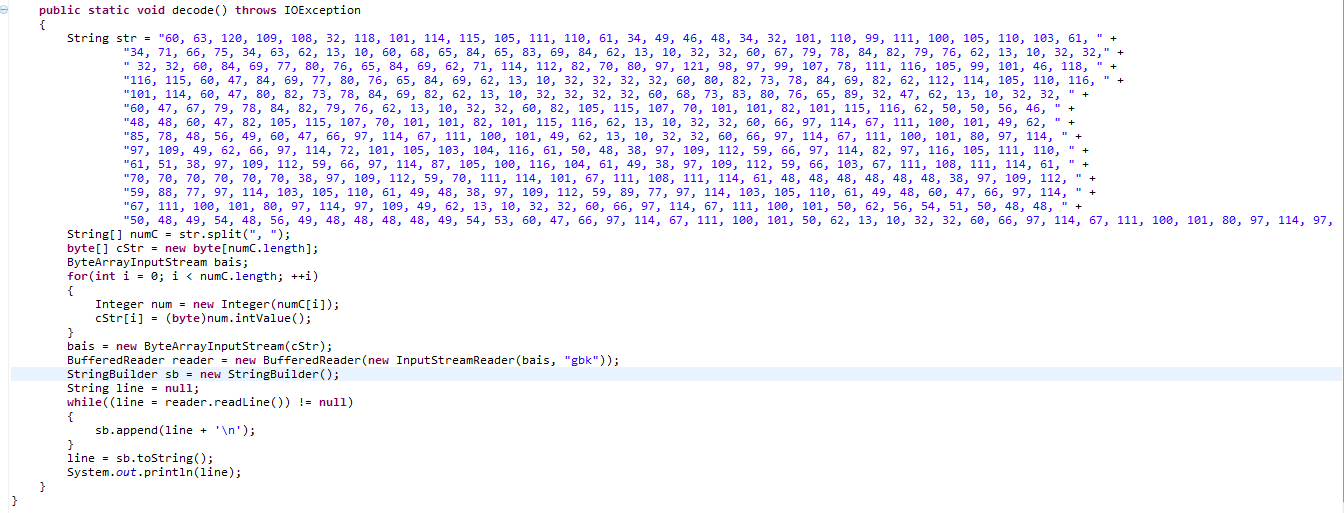 public static void decode() throws IOException
{
String str = "60, 63, 120, 109, 108, 32, 118, 101, 114, 115, 105, 111, 110, 61, 34, 49, 46, 48, 34, 32, 101, 110, 99, 111, 100, 105, 110, 103, 61, " +
"34, 71, 66, 75, 34, 63, 62, 13, 10, 60, 68, 65, 84, 65, 83, 69, 84, 62, 13, 10, 32, 32, 60, 67, 79, 78, 84, 82, 79, 76, 62, 13, 10, 32, 32," +
" 32, 32, 60, 84, 69, 77, 80, 76, 65, 84, 69, 62, 71, 114, 112, 82, 70, 80, 97, 121, 98, 97, 99, 107, 78, 111, 116, 105, 99, 101, 46, 118, " +
"116, 115, 60, 47, 84, 69, 77, 80, 76, 65, 84, 69, 62, 13, 10, 32, 32, 32, 32, 60, 80, 82, 73, 78, 84, 69, 82, 62, 112, 114, 105, 110, 116, " +
"101, 114, 60, 47, 80, 82, 73, 78, 84, 69, 82, 62, 13, 10, 32, 32, 32, 32, 60, 68, 73, 83, 80, 76, 65, 89, 32, 47, 62, 13, 10, 32, 32, " +
"60, 47, 67, 79, 78, 84, 82, 79, 76, 62, 13, 10, 32, 32, 60, 82, 105, 115, 107, 70, 101, 101, 82, 101, 115, 116, 62, 50, 50, 56, 46, " +
"48, 48, 60, 47, 82, 105, 115, 107, 70, 101, 101, 82, 101, 115, 116, 62, 13, 10, 32, 32, 60, 66, 97, 114, 67, 111, 100, 101, 49, 62, " +
"85, 78, 48, 56, 49, 60, 47, 66, 97, 114, 67, 111, 100, 101, 49, 62, 13, 10, 32, 32, 60, 66, 97, 114, 67, 111, 100, 101, 80, 97, 114, " +
"97, 109, 49, 62, 66, 97, 114, 72, 101, 105, 103, 104, 116, 61, 50, 48, 38, 97, 109, 112, 59, 66, 97, 114, 82, 97, 116, 105, 111, 110, " +
"61, 51, 38, 97, 109, 112, 59, 66, 97, 114, 87, 105, 100, 116, 104, 61, 49, 38, 97, 109, 112, 59, 66, 103, 67, 111, 108, 111, 114, 61, " +
"70, 70, 70, 70, 70, 70, 38, 97, 109, 112, 59, 70, 111, 114, 101, 67, 111, 108, 111, 114, 61, 48, 48, 48, 48, 48, 48, 38, 97, 109, 112, " +
"59, 88, 77, 97, 114, 103, 105, 110, 61, 49, 48, 38, 97, 109, 112, 59, 89, 77, 97, 114, 103, 105, 110, 61, 49, 48, 60, 47, 66, 97, 114, " +
"67, 111, 100, 101, 80, 97, 114, 97, 109, 49, 62, 13, 10, 32, 32, 60, 66, 97, 114, 67, 111, 100, 101, 50, 62, 56, 54, 51, 50, 48, 48, " +
"50, 48, 49, 54, 48, 56, 49, 48, 48, 48, 48, 49, 54, 53, 60, 47, 66, 97, 114, 67, 111, 100, 101, 50, 62, 13, 10, 32, 32, 60, 66, 97, 114, 67, 111, 100, 101, 80, 97, 114, 97,
String[] numC = str.split(", ");
byte[] cStr = new byte[numC.length];
ByteArrayInputStream bais;
for(int i = 0; i < numC.length; ++i)
{
Integer num = new Integer(numC[i]);
cStr[i] = (byte)num.intValue();
}
bais = new ByteArrayInputStream(cStr);
BufferedReader reader = new BufferedReader(new InputStreamReader(bais, "gbk"));
StringBuilder sb = new StringBuilder();
String line = null;
while((line = reader.readLine()) != null)
{
sb.append(line + '\n');
}
line = sb.toString();
System.out.println(line);
}
}